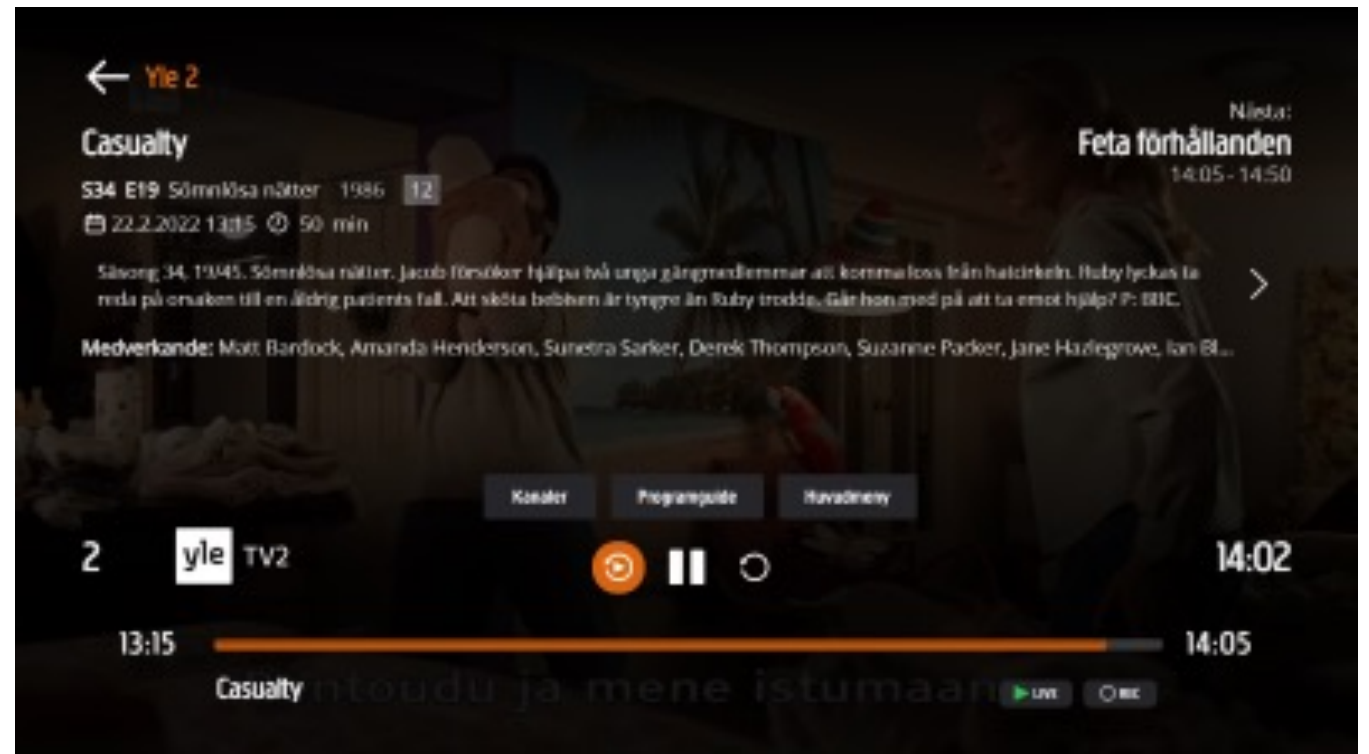 Yle 2
Nästa:
Casualty
Feta förhållanden
14:05 - 14:50
S34 E19 Sömnlösa nätter 1986 12
22.2.2022 13:15 50 min
Säsong 34, 19/45. Sömnlösa nätter. Jacob försöker hjälpa två unga gängmedlemmar att komma loss från hatcirkeln. Ruby lyckas ta
reda på orsaken till en äldrig patients fall. Att sköta bebisen är tyngre än Ruby trodde. Går hon med på att ta emot hjälp? P: BBC.
Medverkande: Matt Bardock, Amanda Henderson, Sunetra Sarker, Derek Thompson, Suzanne Packer, Jane Hazlegrove, Ian Bl...
Kanaler Programguide Huvudmeny
2 yle TV2 14:02
13:15 14:05
Casualty
ja mene istumaan
LIVE REC